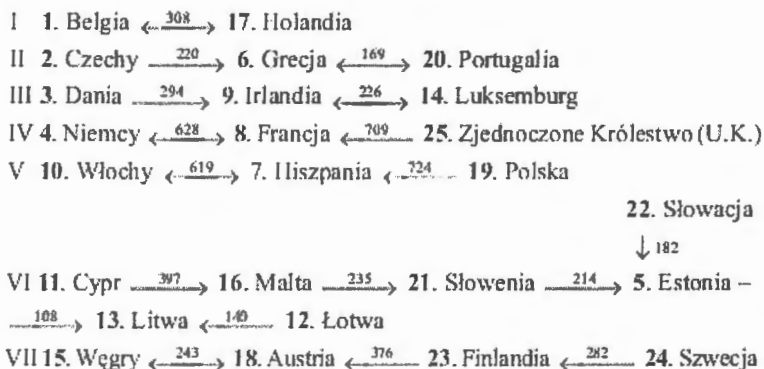 I 1. Belgia ←308→ 17. Holandia
II 2. Czechy 220→ 6. Grecja ←169→ 20. Portugalia
III 3. Dania 294→ 9. Irlandia ←226→ 14. Luksemburg
IV 4. Niemcy ←628→ 8. Francja ←709 25. Zjednoczone Królestwo (U.K.)
V 10. Włochy ←619→ 7. Hiszpania ←724 19. Polska
22. Słowacja
↓ 182
VI 11. Cypr 397→ 16. Malta 235→ 21. Słowenia 214→ 5. Estonia –
108→ 13. Litwa ←140 12. Łotwa
VII 15. Węgry ←243→ 18. Austria ←376 23. Finlandia ←282 24. Szwecja